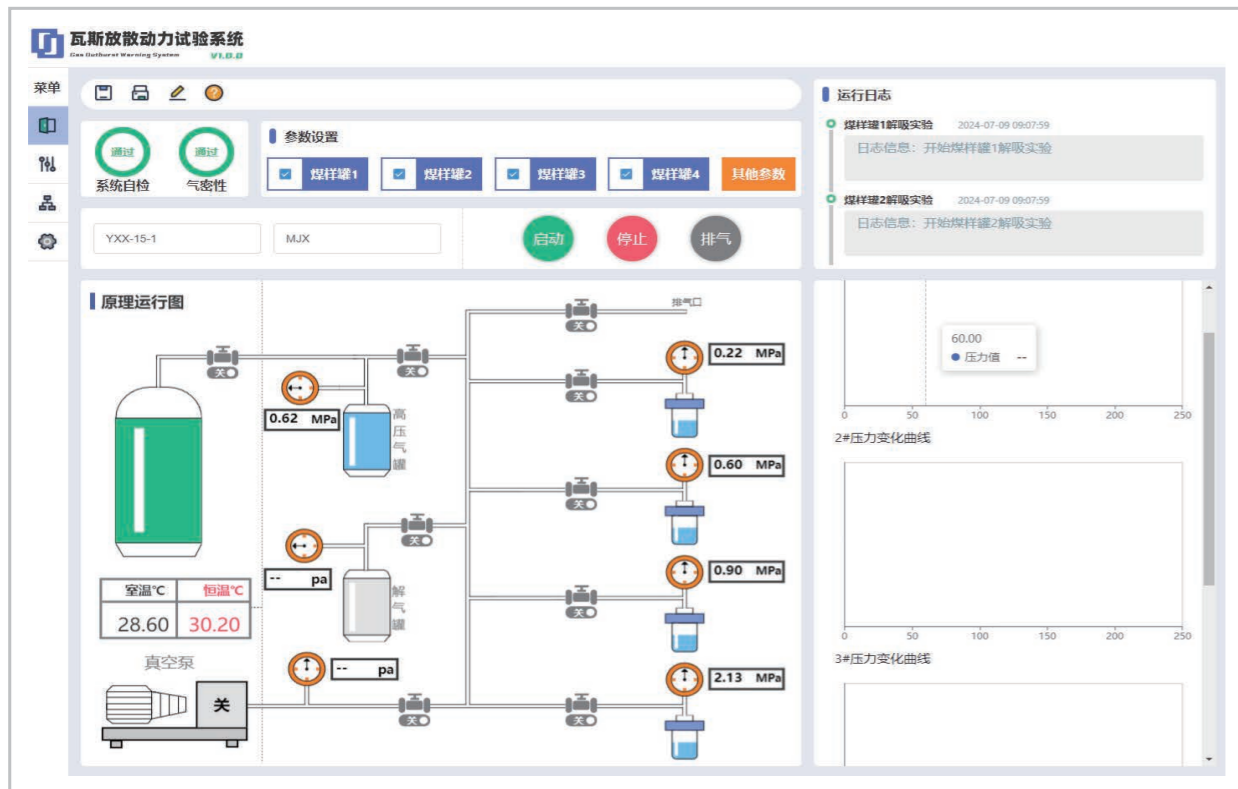 瓦斯放散动力试验系统
Gas Outburst Warning System V1.0.0
菜单
通过
通过
系统自检
气密性
参数设置
煤样罐1
煤样罐2
煤样罐3
煤样罐4
其他参数
YXX-15-1
MJX
启动
停止
排气
运行日志
煤样罐1解吸实验 2024-07-09 09:07:59
日志信息:开始煤样罐1解吸实验
煤样罐2解吸实验 2024-07-09 09:07:59
日志信息:开始煤样罐2解吸实验
原理运行图
排气口
关
关
关
关
0.22 MPa
0.62 MPa
高压气罐
0.60 MPa
关
关
-- pa
解气罐
0.90 MPa
关
室温℃ 恒温℃
28.60 30.20
真空泵
关
-- pa
关
关
2.13 MPa
60.00
压力值 --
0 50 100 150 200 250
2#压力变化曲线
0 50 100 150 200 250
3#压力变化曲线